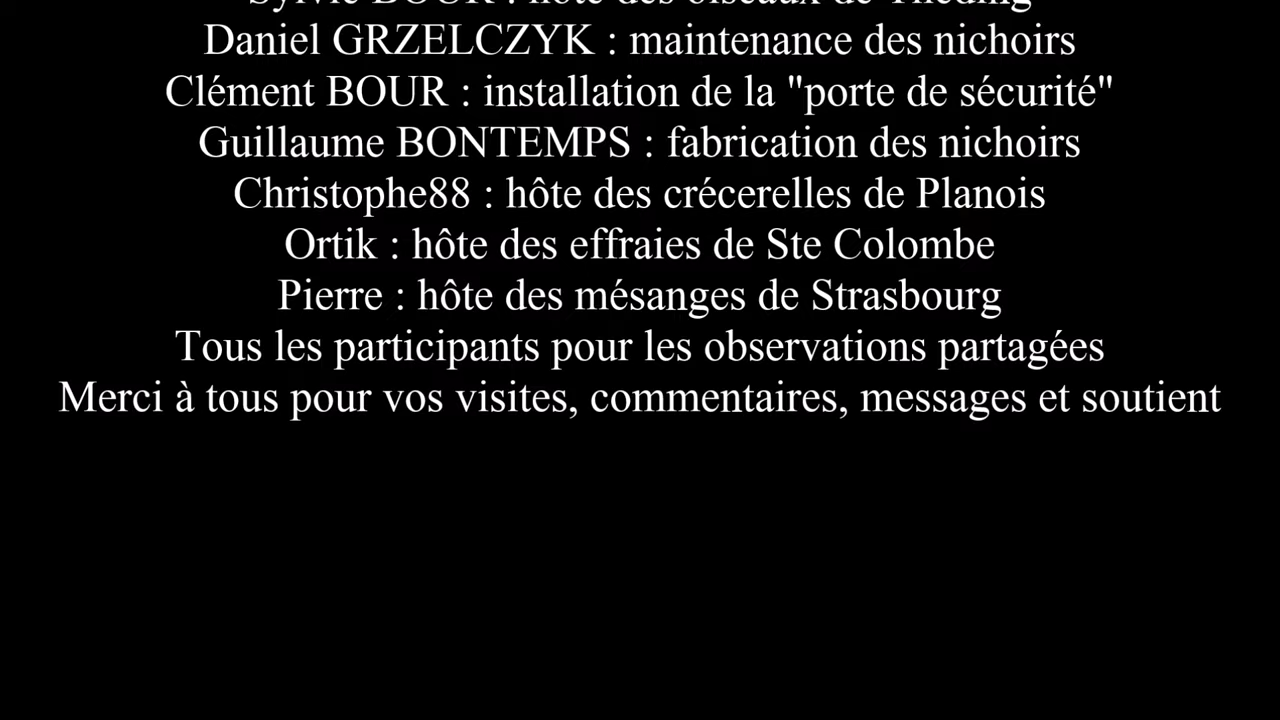 Sylvie BOUR : hôte des oiseaux de Théding
Daniel GRZELCZYK : maintenance des nichoirs
Clément BOUR : installation de la "porte de sécurité"
Guillaume BONTEMPS : fabrication des nichoirs
Christophe88 : hôte des crécerelles de Planois
Ortik : hôte des effraies de Ste Colombe
Pierre : hôte des mésanges de Strasbourg
Tous les participants pour les observations partagées
Merci à tous pour vos visites, commentaires, messages et soutient